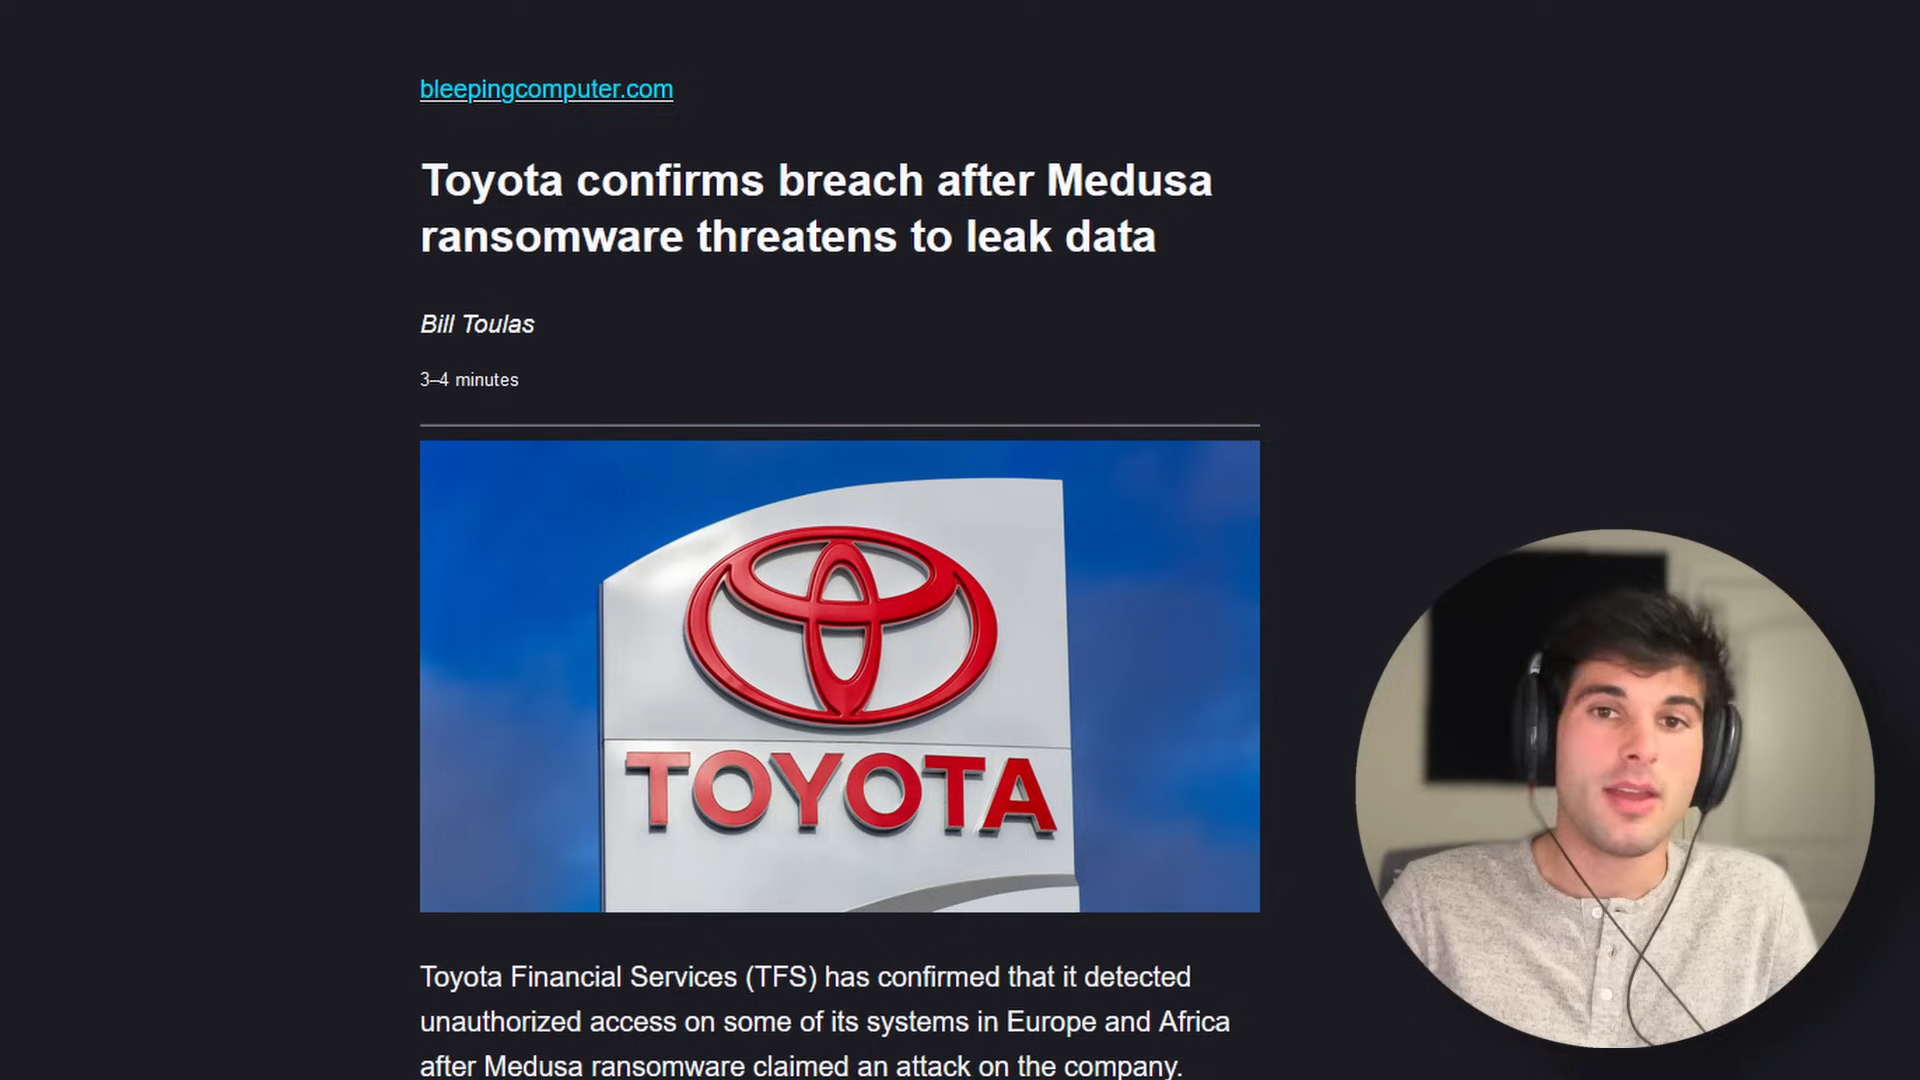 bleepingcomputer.com
Toyota confirms breach after Medusa
ransomware threatens to leak data
Bill Toulas
3–4 minutes
TOYOTA
Toyota Financial Services (TFS) has confirmed that it detected
unauthorized access on some of its systems in Europe and Africa
after Medusa ransomware claimed an attack on the company.